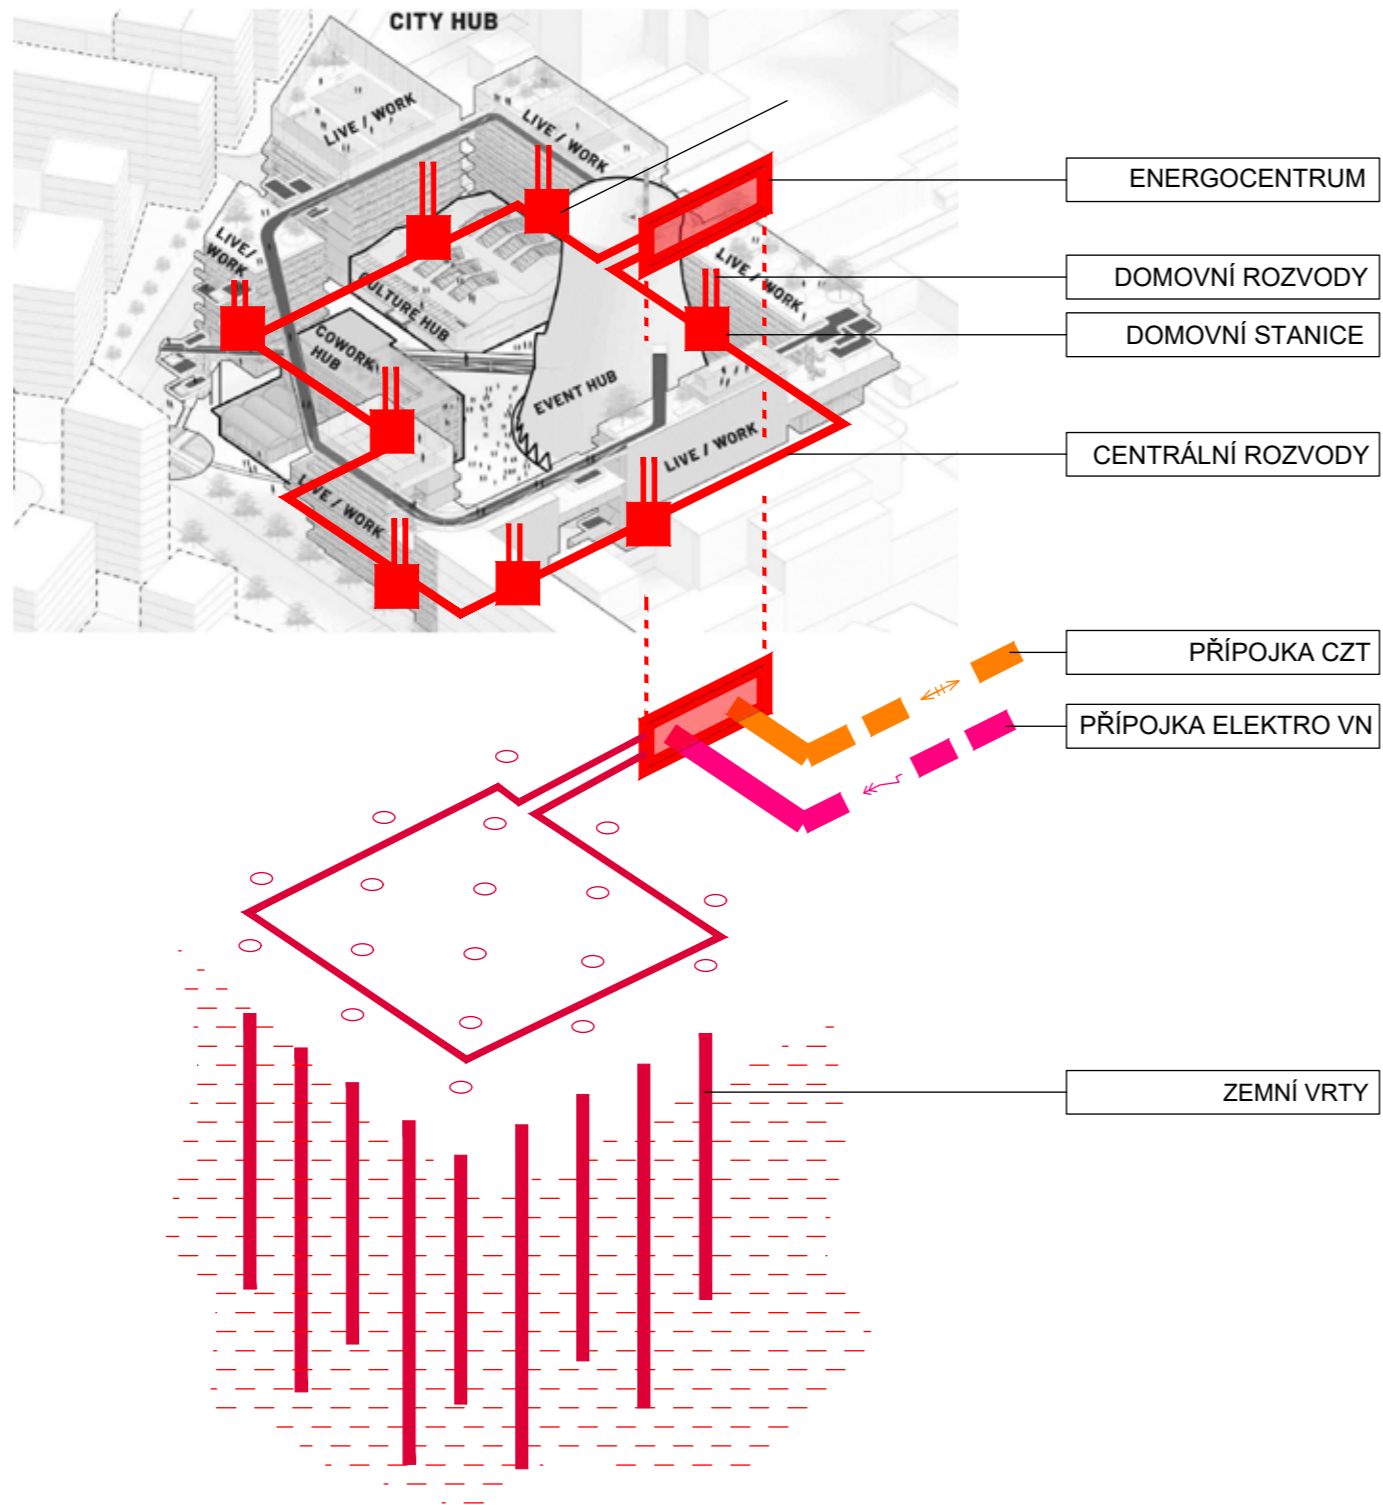 CITY HUB
LIVE / WORK
LIVE / WORK
LIVE/
WORK
CULTURE HUB
COWORK
HUB
EVENT HUB
LIVE / WORK
LIVE / WORK
LIVE / WORK
ENERGOCENTRUM
DOMOVNÍ ROZVODY
DOMOVNÍ STANICE
CENTRÁLNÍ ROZVODY
PŘÍPOJKA CZT
PŘÍPOJKA ELEKTRO VN
ZEMNÍ VRTY